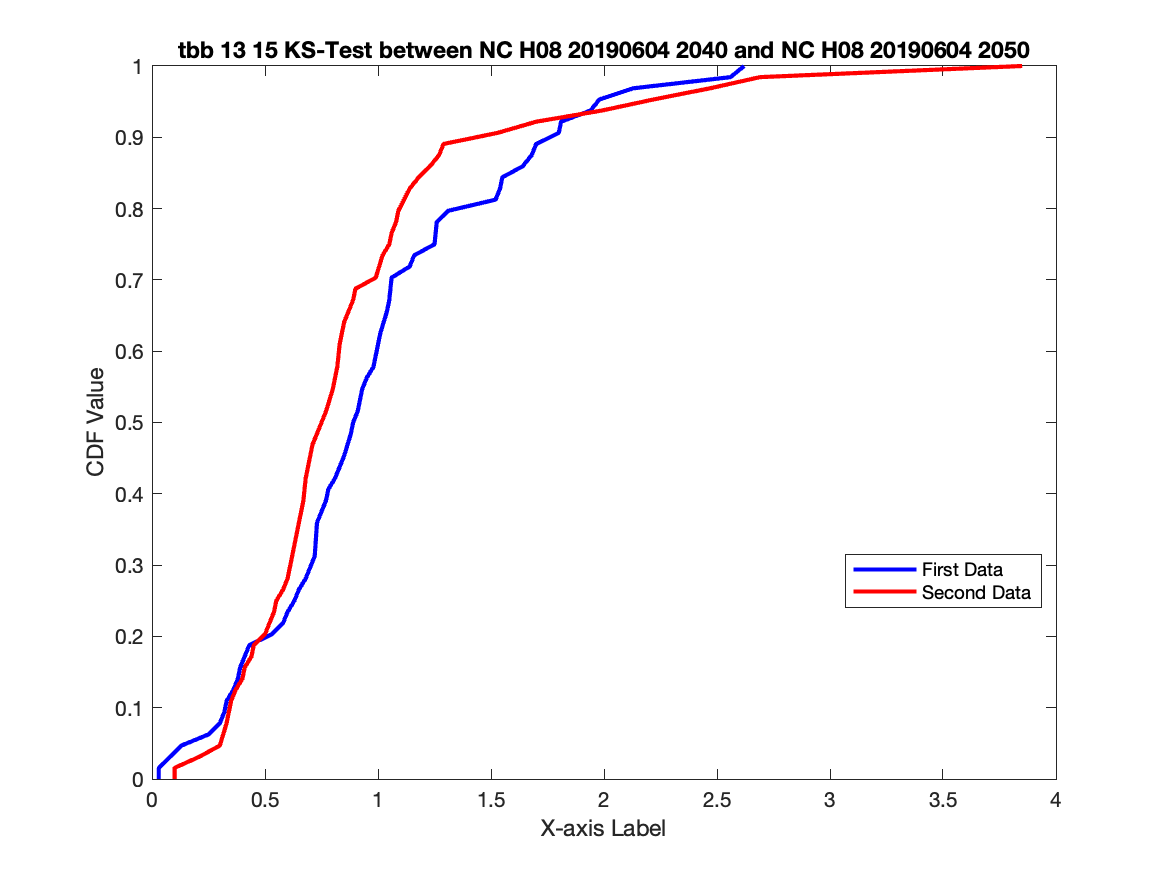 tbb 13 15 KS-Test between NC H08 20190604 2040 and NC H08 20190604 2050
1
0.9
0.8
0.7
0.6
0.5
0.4
0.3
0.2
0.1
0
CDF Value
First Data
Second Data
0 0.5 1 1.5 2 2.5 3 3.5 4
X-axis Label